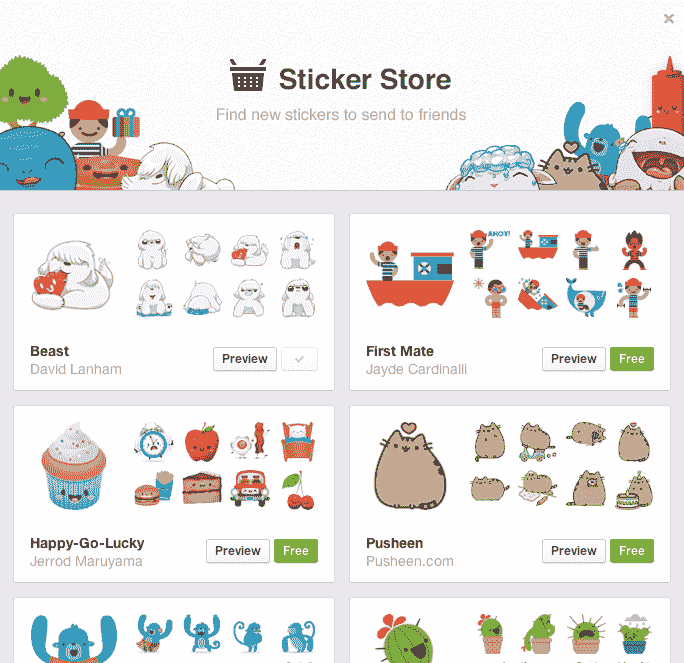 Sticker Store
Find new stickers to send to friends
AHOY!
Beast
David Lanham
Preview
First Mate
Jayde Cardinalli
Preview Free
Happy-Go-Lucky
Jerrod Maruyama
Preview Free
Pusheen
Pusheen.com
Preview Free